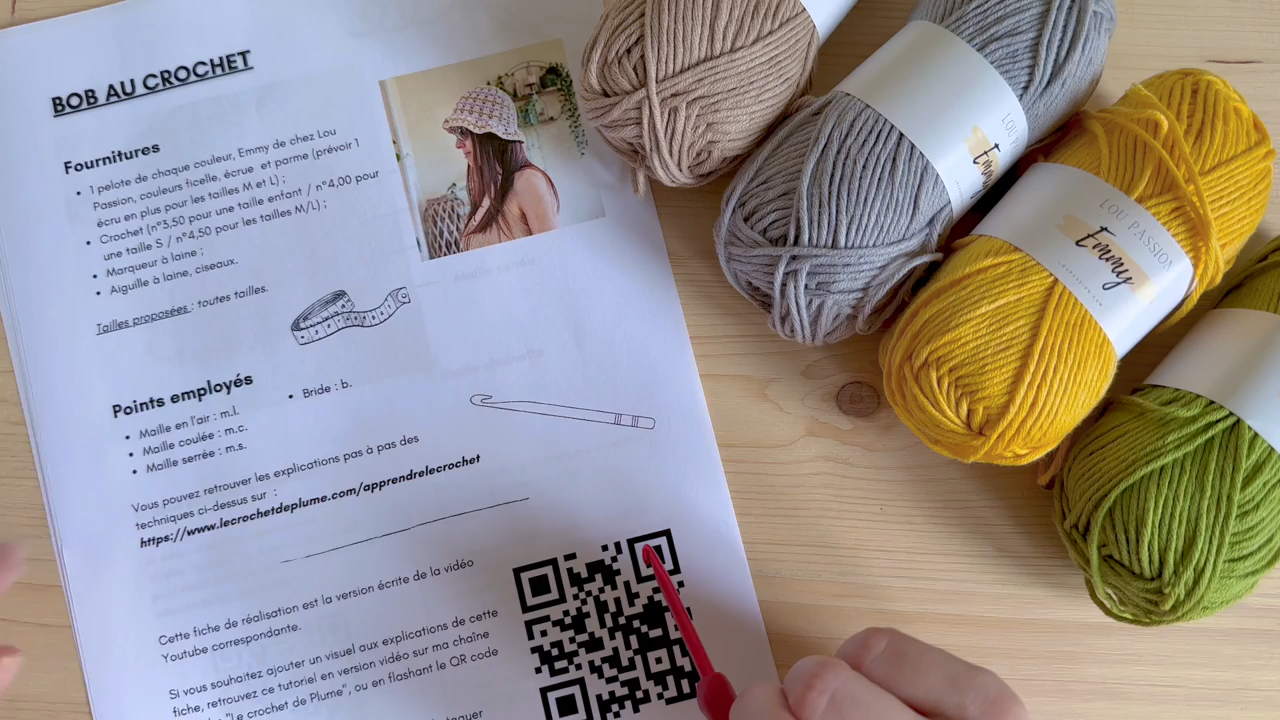 BOB AU CROCHET
Fournitures
• 1 pelote de chaque couleur, Emmy de chez Lou
Passion, couleurs ficelle, écrue et parme (prévoir 1
écru en plus pour les tailles M et L) ;
• Crochet (n°3,50 pour une taille enfant / n°4,00 pour
une taille S / n°4,50 pour les tailles M/L) ;
• Marqueur à laine ;
• Aiguille à laine, ciseaux.
Tailles proposées : toutes tailles.
Points employés
• Maille en l'air : m.l.
• Maille coulée : m.c.
• Maille serrée : m.s.
• Bride : b.
Vous pouvez retrouver les explications pas à pas des
techniques ci-dessus sur :
https://www.lecrochetdeplume.com/apprendrelecrochet
Cette fiche de réalisation est la version écrite de la vidéo
Youtube correspondante.
Si vous souhaitez ajouter un visuel aux explications de cette
fiche, retrouvez ce tutoriel en version vidéo sur ma chaîne
"Le crochet de Plume", ou en flashant le QR code
LOU
Emmy
LOU PASSION
Emmy